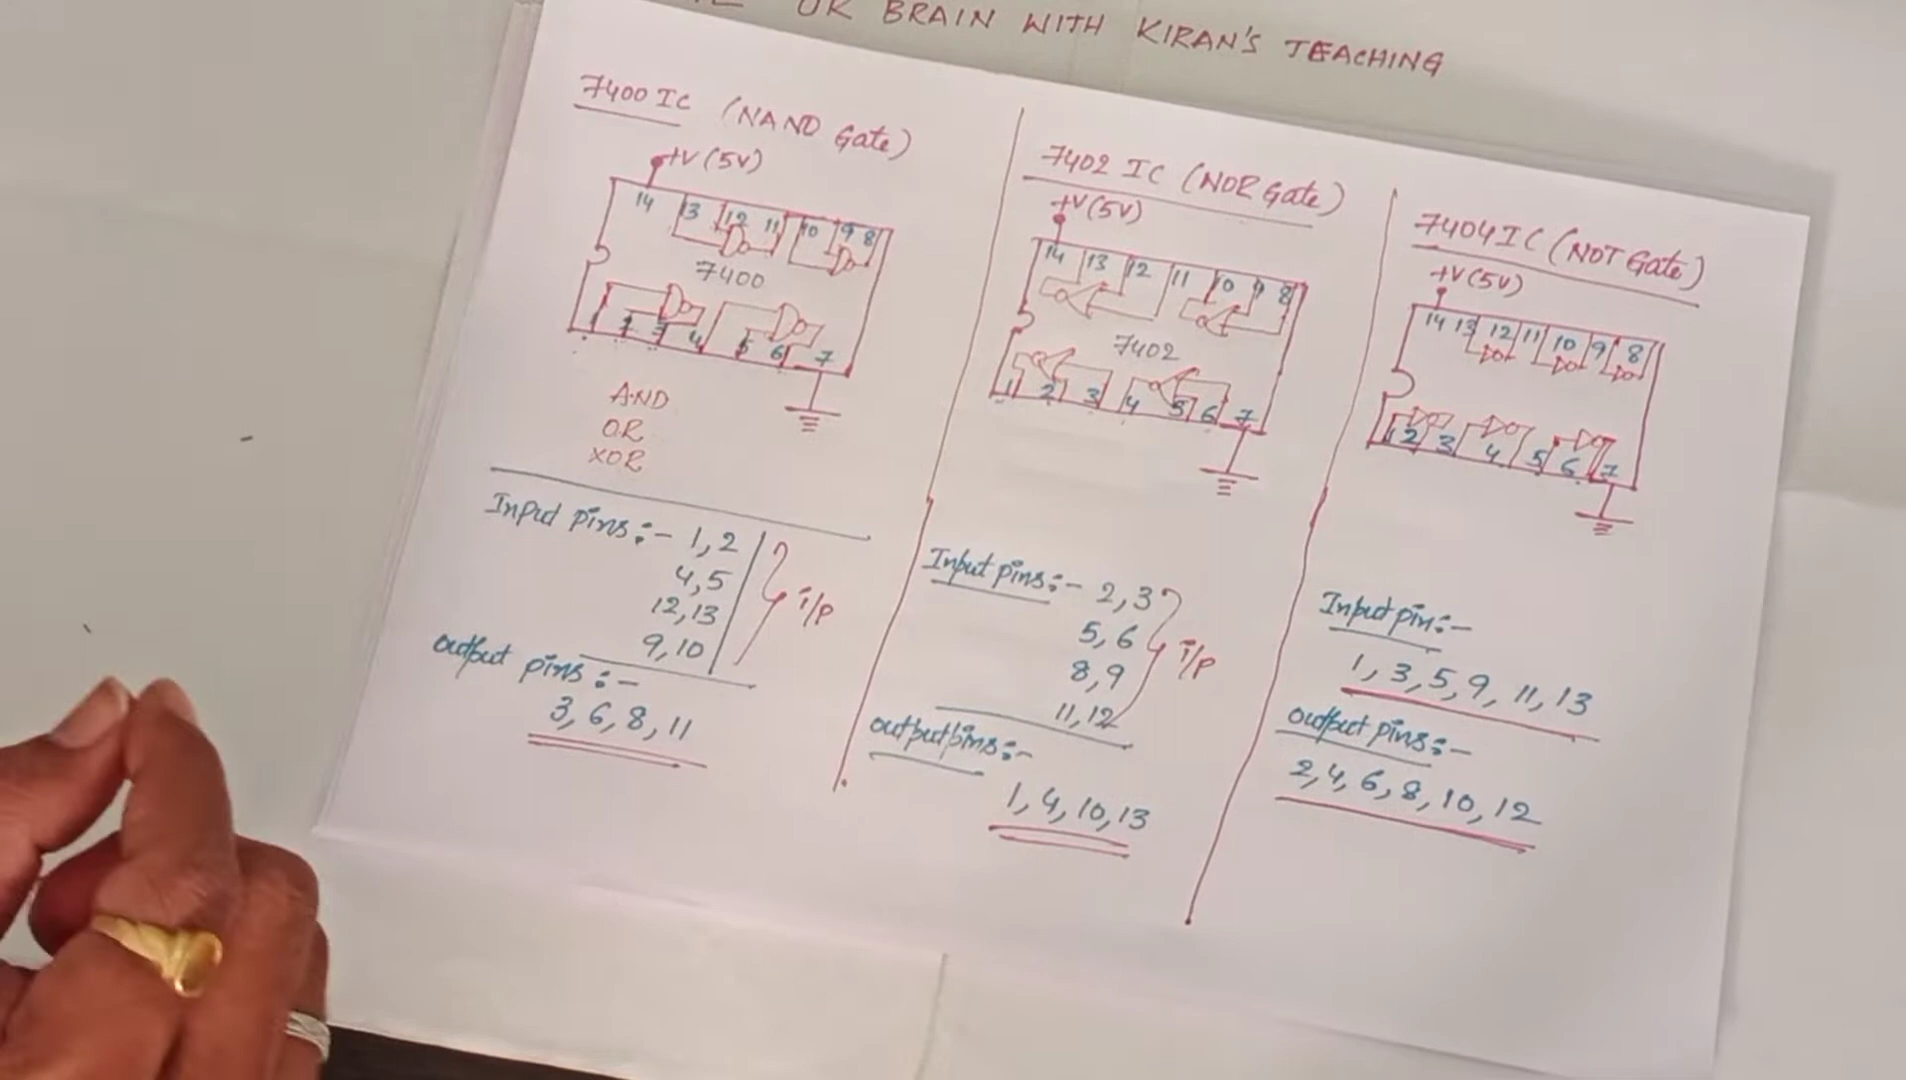 OR BRAIN WITH KIRAN'S TEACHING
7400 IC (NAND Gate)
+V (5V)
14 13 12 11 10 9 8
7400
1 2 3 4 5 6 7
AND
OR
XOR
Input pins:- 1,2
4,5
12,13
9,10
i/p
output pins:-
3, 6, 8, 11
7402 IC (NOR Gate)
+V(5V)
14 13 12 11 10 9 8
7402
1 2 3 4 5 6 7
Input pins:- 2,3
5,6
8,9
11,12
i/p
output pins:-
1, 4, 10, 13
7404 IC (NOT Gate)
+V(5V)
14 13 12 11 10 9 8
1 2 3 4 5 6 7
Input pin:-
1, 3, 5, 9, 11, 13
output pins:-
2, 4, 6, 8, 10, 12